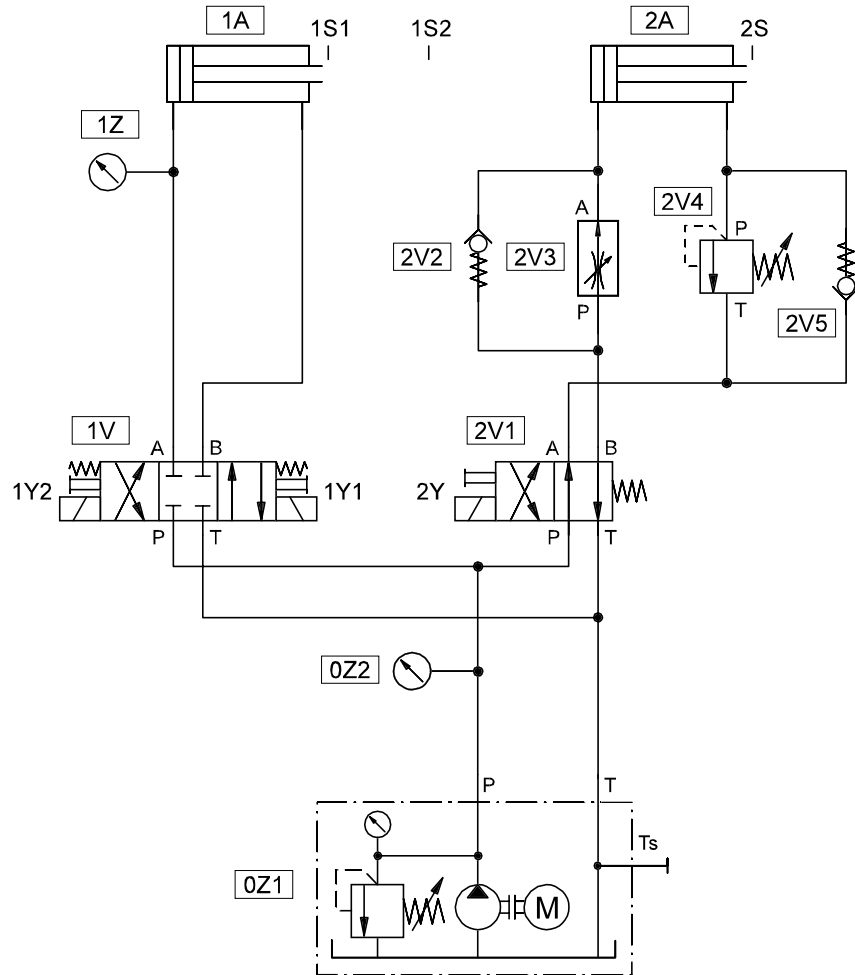 1A 1S1 1S2 2A 2S
1Z
A 2V4 P
2V2 2V3
P T 2V5
1V A B 2V1 A B
1Y2 1Y1 2Y
P T P T
0Z2
P T
Ts
0Z1 M